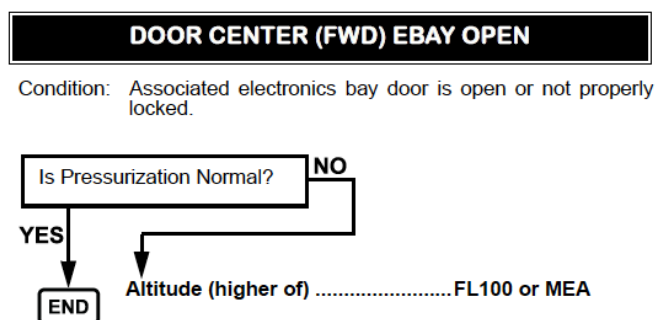 DOOR CENTER (FWD) EBAY OPEN
Condition: Associated electronics bay door is open or not properly
locked.
Is Pressurization Normal?
NO
YES
Altitude (higher of) ........................FL100 or MEA
END